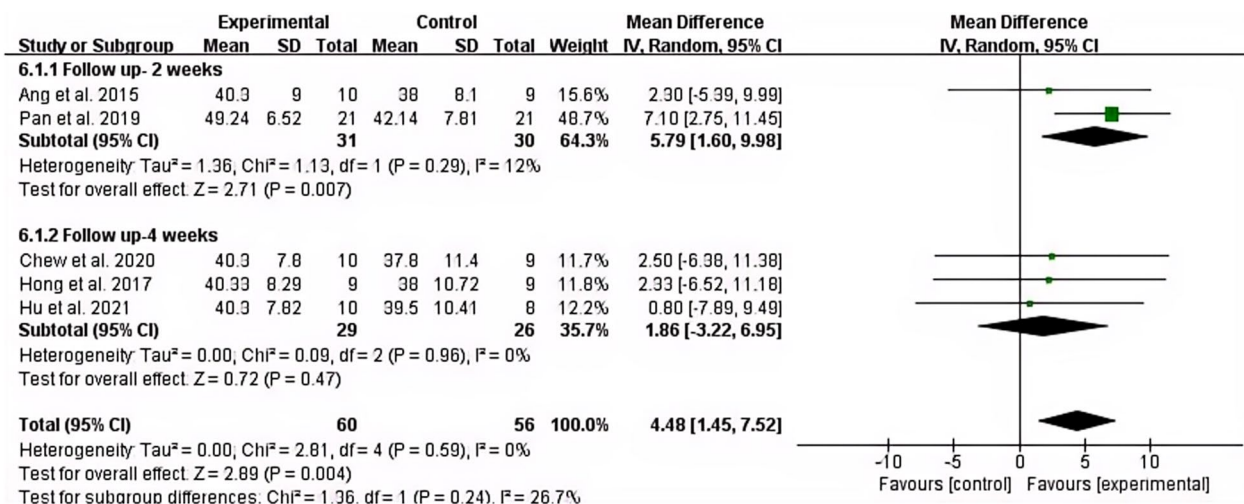 Experimental Control Mean Difference Mean Difference
Study or Subgroup Mean SD Total Mean SD Total Weight IV, Random, 95% CI IV, Random, 95% CI
6.1.1 Follow up- 2 weeks
Ang et al. 2015 40.3 9 10 38 8.1 9 15.6% 2.30 [-5.39, 9.99]
Pan et al. 2019 49.24 6.52 21 42.14 7.81 21 48.7% 7.10 [2.75, 11.45]
Subtotal (95% CI) 31 30 64.3% 5.79 [1.60, 9.98]
Heterogeneity: Tau² = 1.36; Chi² = 1.13, df = 1 (P = 0.29); I² = 12%
Test for overall effect: Z = 2.71 (P = 0.007)
6.1.2 Follow up-4 weeks
Chew et al. 2020 40.3 7.8 10 37.8 11.4 9 11.7% 2.50 [-6.38, 11.38]
Hong et al. 2017 40.33 8.29 9 38 10.72 9 11.8% 2.33 [-6.52, 11.18]
Hu et al. 2021 40.3 7.82 10 39.5 10.41 8 12.2% 0.80 [-7.89, 9.49]
Subtotal (95% CI) 29 26 35.7% 1.86 [-3.22, 6.95]
Heterogeneity: Tau² = 0.00; Chi² = 0.09, df = 2 (P = 0.96); I² = 0%
Test for overall effect: Z = 0.72 (P = 0.47)
Total (95% CI) 60 56 100.0% 4.48 [1.45, 7.52]
Heterogeneity: Tau² = 0.00; Chi² = 2.81, df = 4 (P = 0.59); I² = 0%
Test for overall effect: Z = 2.89 (P = 0.004)
Test for subgroup differences: Chi² = 1.36, df = 1 (P = 0.24), I² = 26.7%
-10 -5 0 5 10
Favours [control] Favours [experimental]